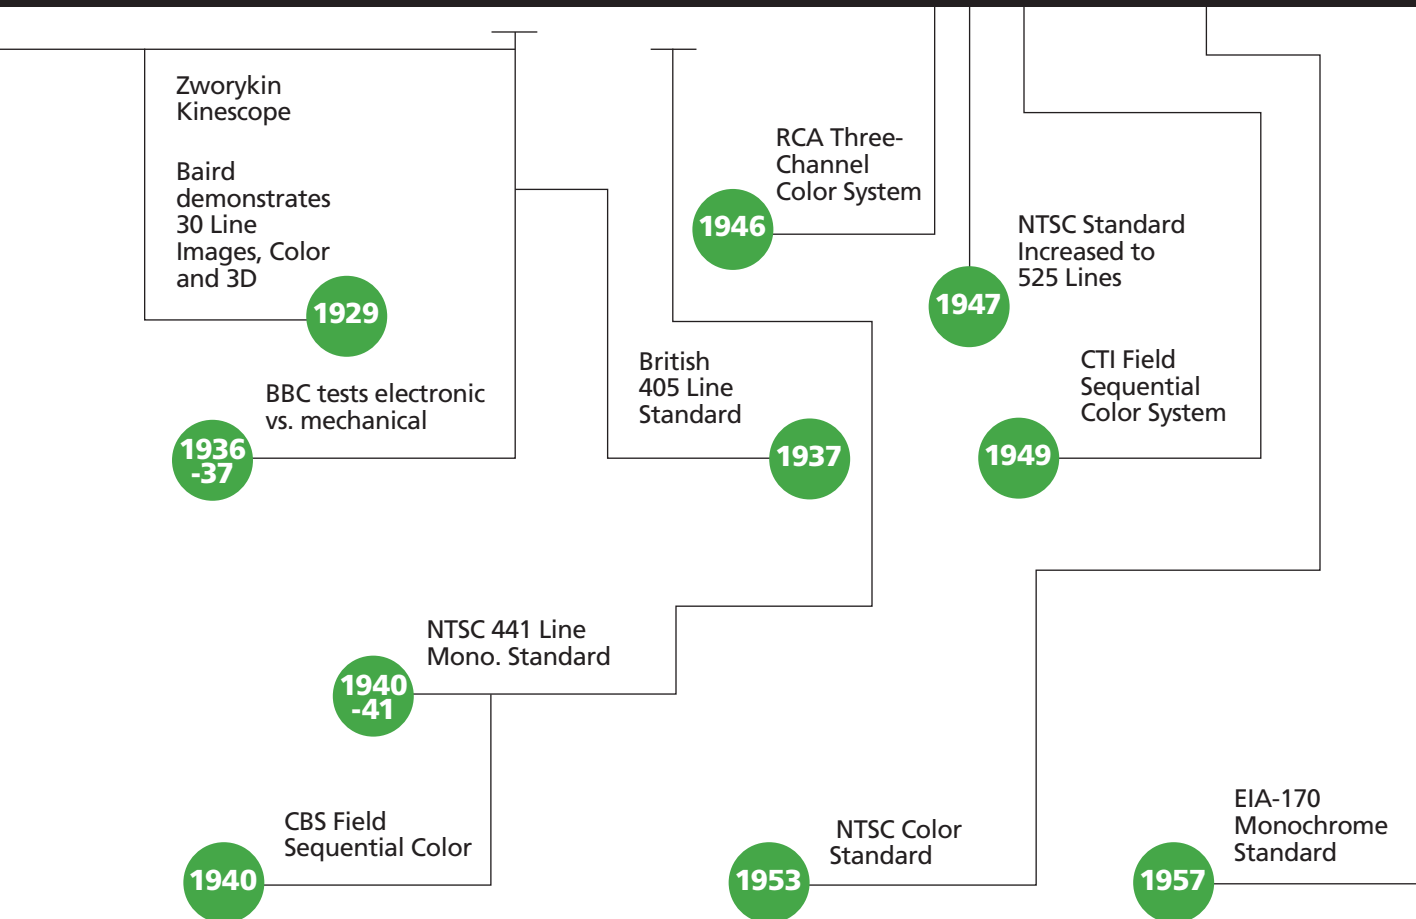 Zworykin
Kinescope
Baird
demonstrates
30 Line
Images, Color
and 3D
1929
BBC tests electronic
vs. mechanical
1936
-37
British
405 Line
Standard
1937
NTSC 441 Line
Mono. Standard
1940
-41
CBS Field
Sequential Color
1940
RCA Three-
Channel
Color System
1946
NTSC Standard
Increased to
525 Lines
1947
CTI Field
Sequential
Color System
1949
NTSC Color
Standard
1953
EIA-170
Monochrome
Standard
1957